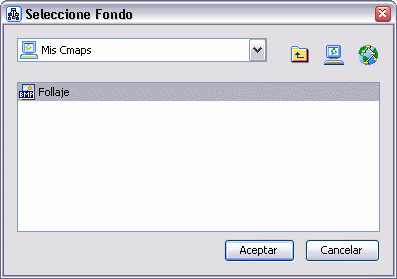 Seleccione Fondo
Mis Cmaps
BMP Follaje
Aceptar Cancelar